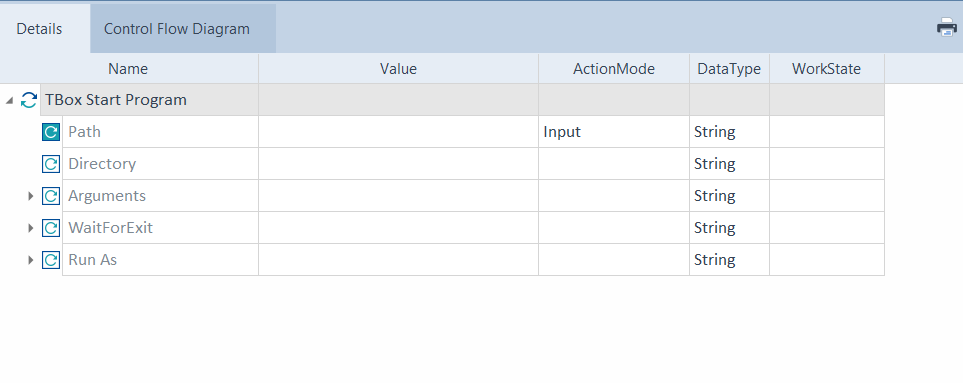 Details Control Flow Diagram
Name Value ActionMode DataType WorkState
TBox Start Program
Path Input String
Directory String
Arguments String
WaitForExit String
Run As String